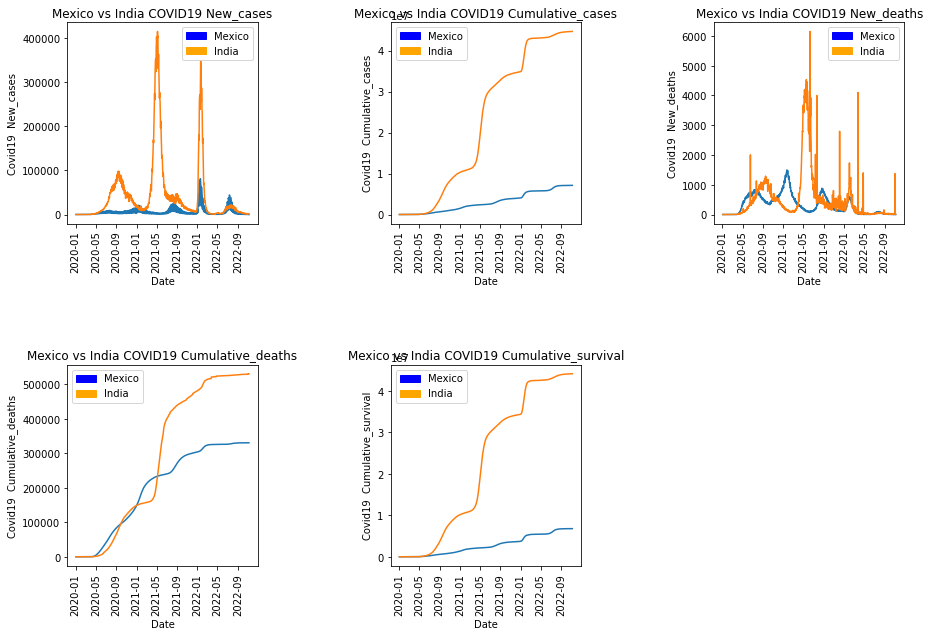 Mexico vs India COVID19 New_cases
Covid19 New_cases
400000
300000
200000
100000
0
Mexico
India
2020-01
2020-05
2020-09
2021-01
2021-05
2021-09
2022-01
2022-05
2022-09
Date
Mexico vs India COVID19 Cumulative_cases
1e7
Covid19 Cumulative_cases
4
3
2
1
0
Mexico
India
2020-01
2020-05
2020-09
2021-01
2021-05
2021-09
2022-01
2022-05
2022-09
Date
Mexico vs India COVID19 New_deaths
Covid19 New_deaths
6000
5000
4000
3000
2000
1000
0
Mexico
India
2020-01
2020-05
2020-09
2021-01
2021-05
2021-09
2022-01
2022-05
2022-09
Date
Mexico vs India COVID19 Cumulative_deaths
Covid19 Cumulative_deaths
500000
400000
300000
200000
100000
0
Mexico
India
2020-01
2020-05
2020-09
2021-01
2021-05
2021-09
2022-01
2022-05
2022-09
Date
Mexico vs India COVID19 Cumulative_survival
1e7
Covid19 Cumulative_survival
4
3
2
1
0
Mexico
India
2020-01
2020-05
2020-09
2021-01
2021-05
2021-09
2022-01
2022-05
2022-09
Date